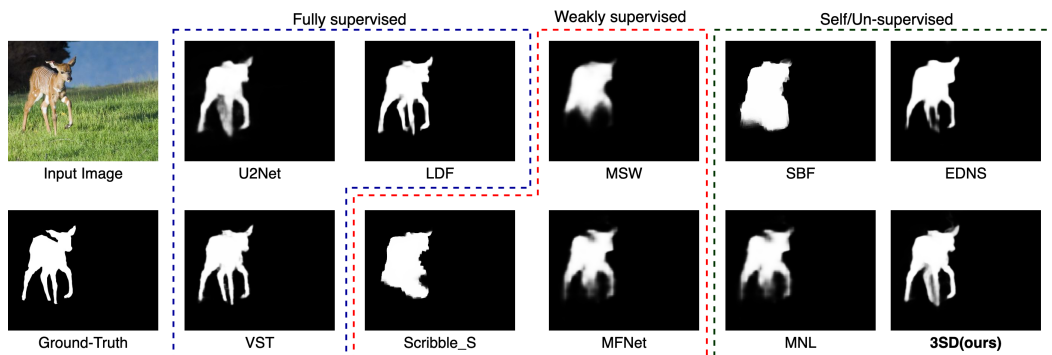 Fully supervised
Weakly supervised
Self/Un-supervised
Input Image
U2Net
LDF
MSW
SBF
EDNS
Ground-Truth
VST
Scribble_S
MFNet
MNL
3SD(ours)